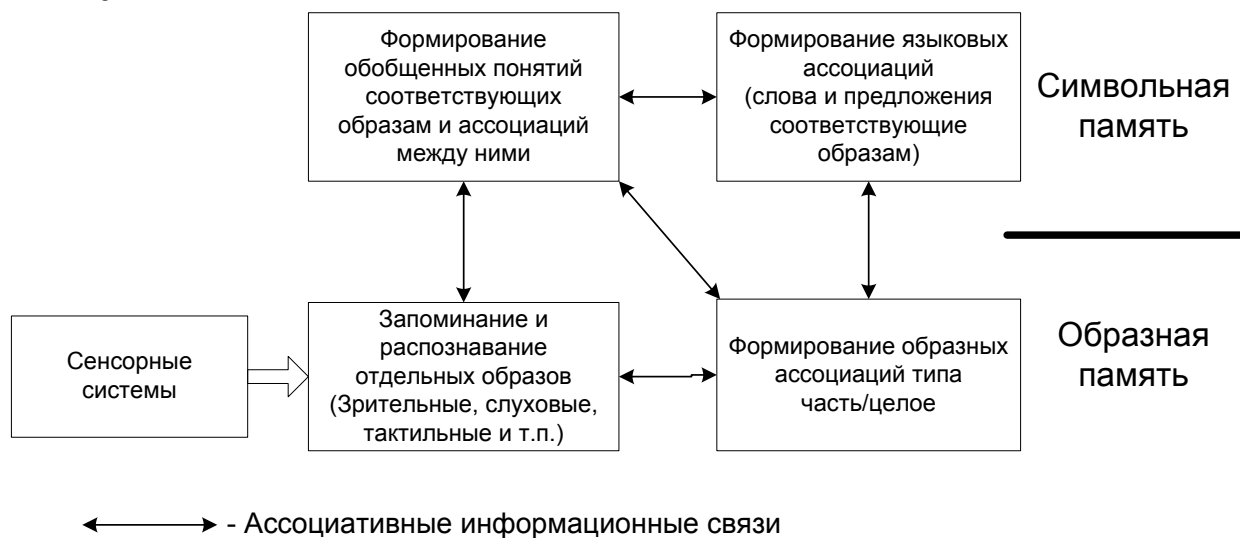 Формирование
обобщенных понятий
соответствующих
образам и ассоциаций
между ними
Формирование языковых
ассоциаций
(слова и предложения
соответствующие
образам)
Символьная
память
Сенсорные
системы
Запоминание и
распознавание
отдельных образов
(Зрительные, слуховые,
тактильные и т.п.)
Формирование образных
ассоциаций типа
часть/целое
Образная
память
- Ассоциативные информационные связи